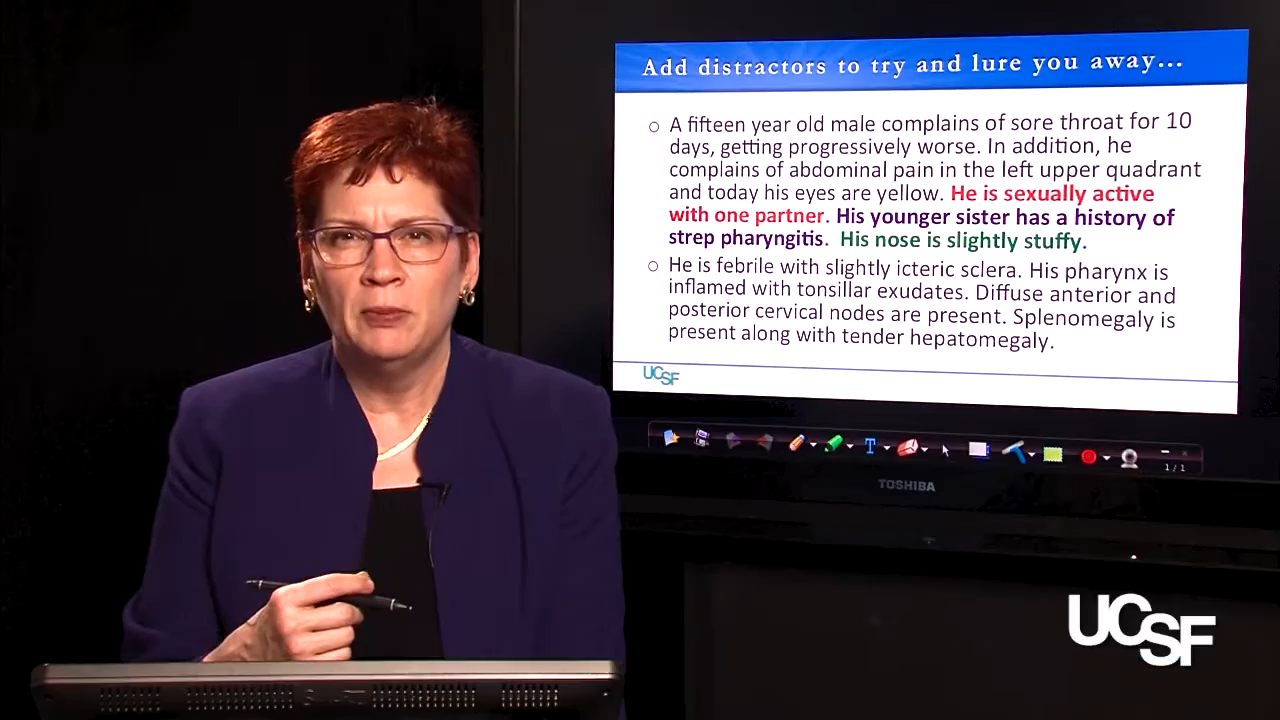 Add distractors to try and lure you away...
A fifteen year old male complains of sore throat for 10
days, getting progressively worse. In addition, he
complains of abdominal pain in the left upper quadrant
and today his eyes are yellow. He is sexually active
with one partner. His younger sister has a history of
strep pharyngitis. His nose is slightly stuffy.
He is febrile with slightly icteric sclera. His pharynx is
inflamed with tonsillar exudates. Diffuse anterior and
posterior cervical nodes are present. Splenomegaly is
present along with tender hepatomegaly.
UCSF
T
1/1
TOSHIBA
UCSF